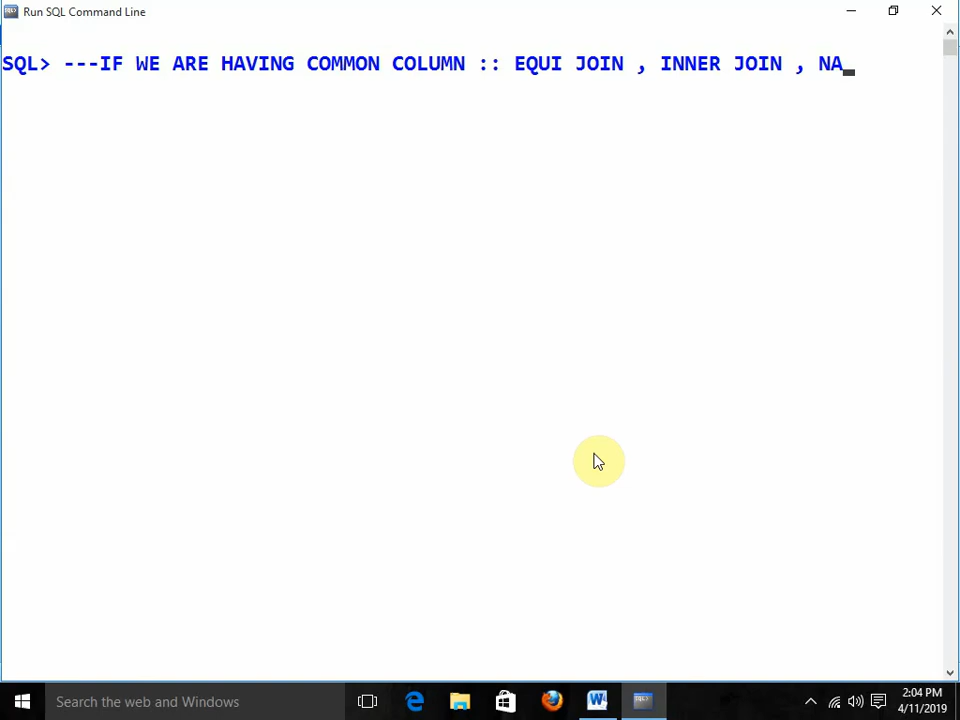 Run SQL Command Line
SQL> ---IF WE ARE HAVING COMMON COLUMN :: EQUI JOIN , INNER JOIN , NA
Search the web and Windows
2:04 PM
4/11/2019